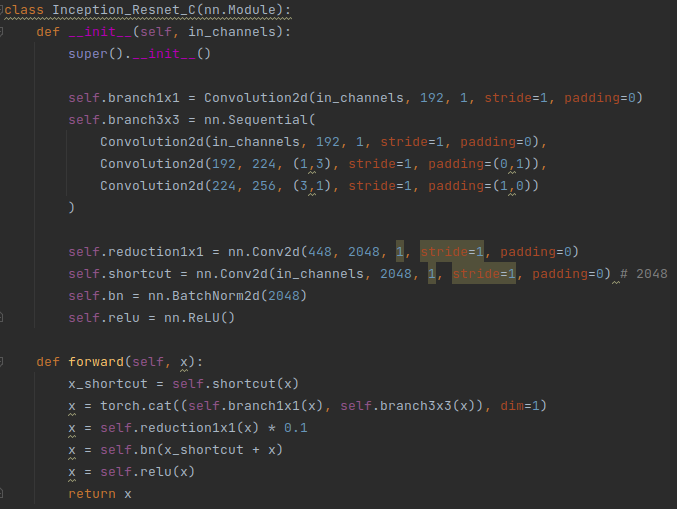 class Inception_Resnet_C(nn.Module):
    def __init__(self, in_channels):
        super().__init__()

        self.branch1x1 = Convolution2d(in_channels, 192, 1, stride=1, padding=0)
        self.branch3x3 = nn.Sequential(
            Convolution2d(in_channels, 192, 1, stride=1, padding=0),
            Convolution2d(192, 224, (1,3), stride=1, padding=(0,1)),
            Convolution2d(224, 256, (3,1), stride=1, padding=(1,0))
        )

        self.reduction1x1 = nn.Conv2d(448, 2048, 1, stride=1, padding=0)
        self.shortcut = nn.Conv2d(in_channels, 2048, 1, stride=1, padding=0) # 2048
        self.bn = nn.BatchNorm2d(2048)
        self.relu = nn.ReLU()

    def forward(self, x):
        x_shortcut = self.shortcut(x)
        x = torch.cat((self.branch1x1(x), self.branch3x3(x)), dim=1)
        x = self.reduction1x1(x) * 0.1
        x = self.bn(x_shortcut + x)
        x = self.relu(x)
        return x